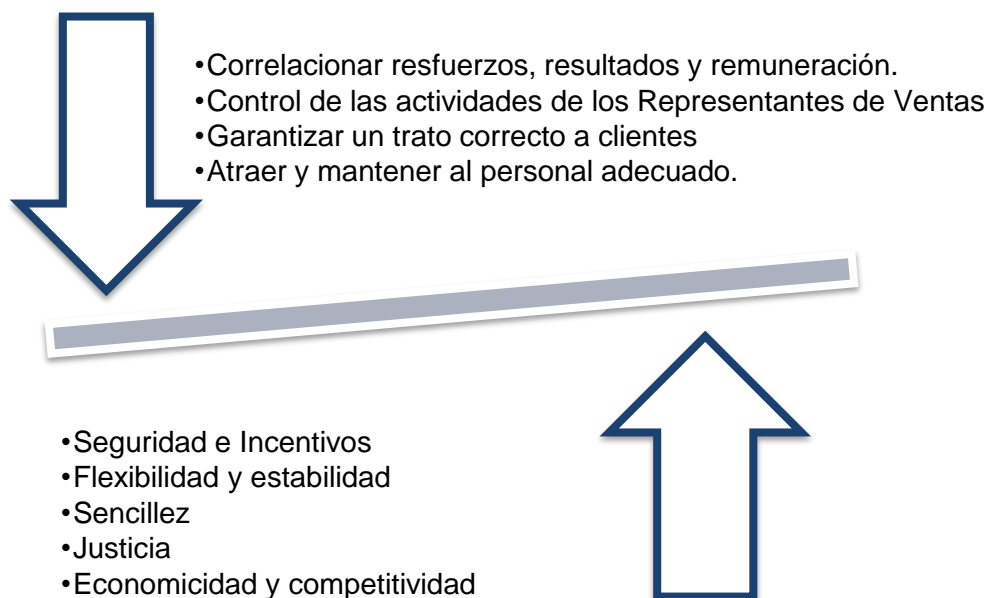 •Correlacionar resfuerzos, resultados y remuneración.
•Control de las actividades de los Representantes de Ventas
•Garantizar un trato correcto a clientes
•Atraer y mantener al personal adecuado.
•Seguridad e Incentivos
•Flexibilidad y estabilidad
•Sencillez
•Justicia
•Economicidad y competitividad